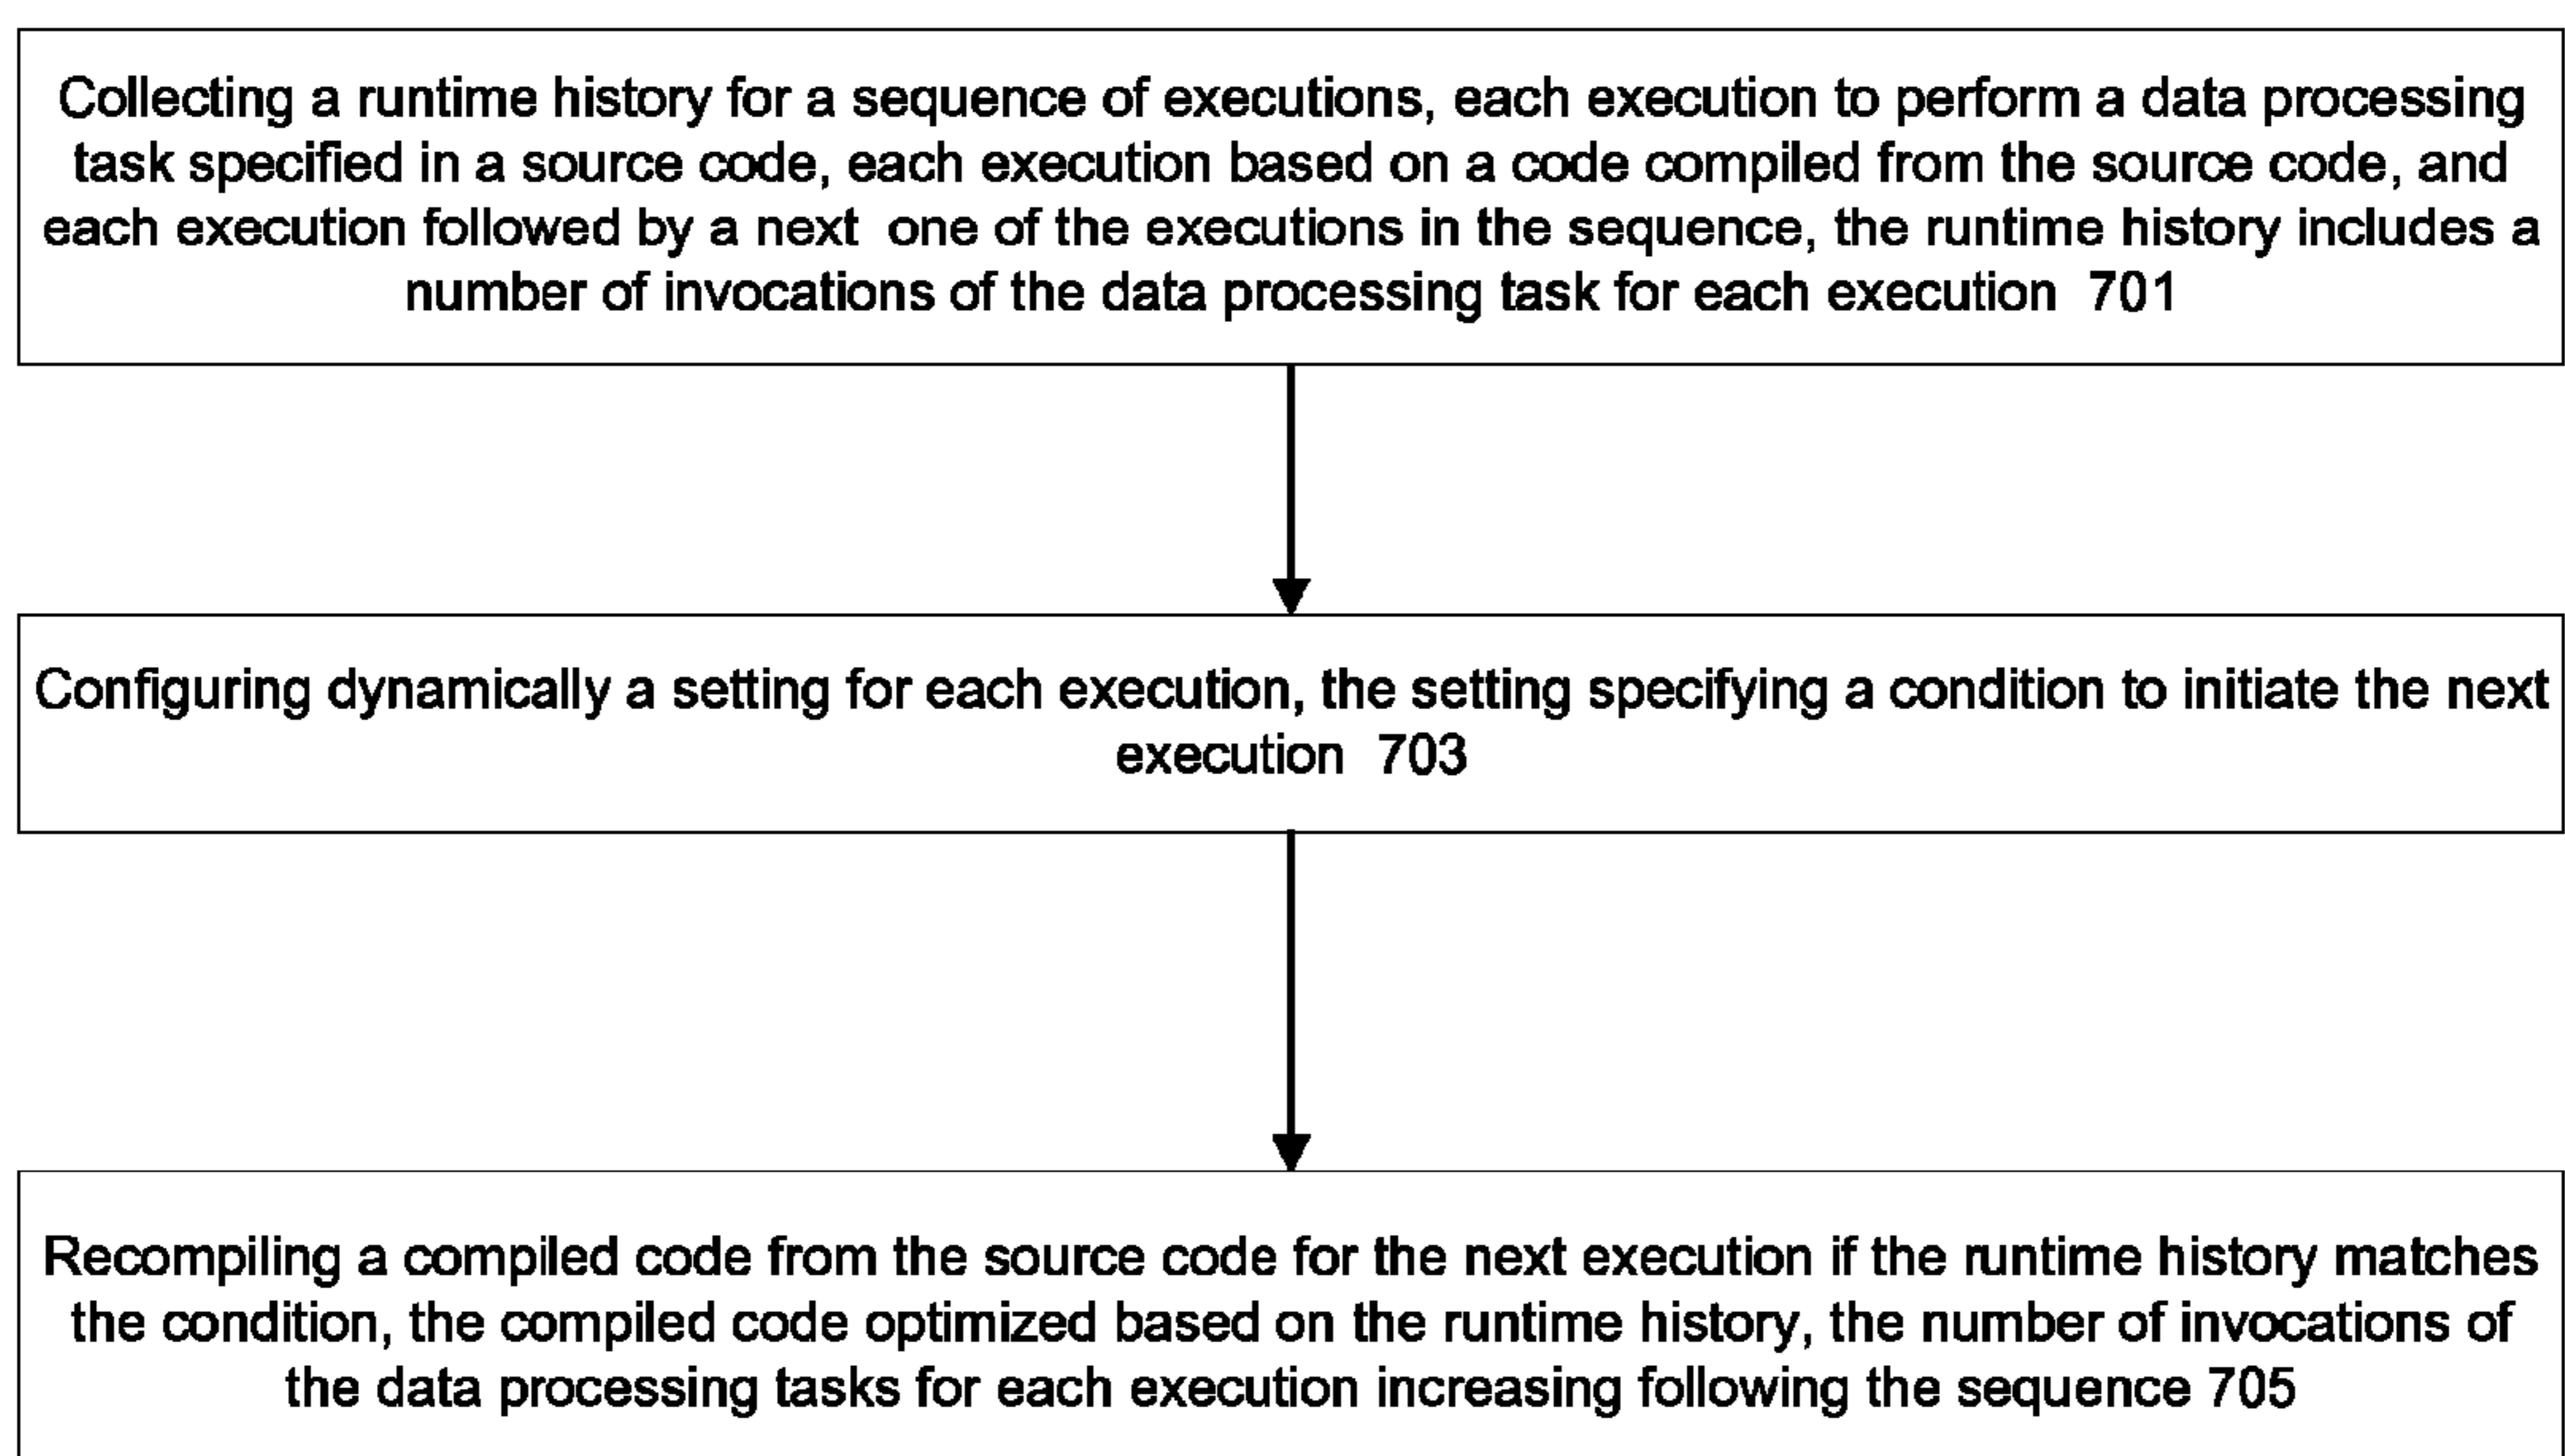 Collecting a runtime history for a sequence of executions, each execution to perform a data processing
task specified in a source code, each execution based on a code compiled from the source code, and
each execution followed by a next one of the executions in the sequence, the runtime history includes a
number of invocations of the data processing task for each execution 701
Configuring dynamically a setting for each execution, the setting specifying a condition to initiate the next
execution 703
Recompiling a compiled code from the source code for the next execution if the runtime history matches
the condition, the compiled code optimized based on the runtime history, the number of invocations of
the data processing tasks for each execution increasing following the sequence 705